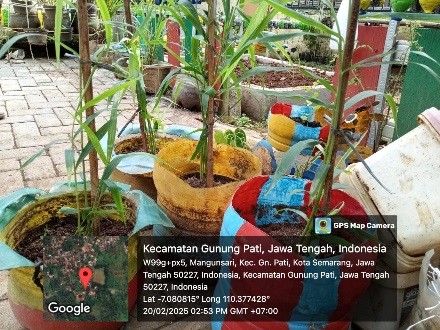 GPS Map Camera
Kecamatan Gunung Pati, Jawa Tengah, Indonesia
W99g+px5, Mangunsari, Kec. Gn. Pati, Kota Semarang, Jawa
Tengah 50227, Indonesia, Kecamatan Gunung Pati, Jawa Tengah
50227, Indonesia
Lat -7.080815° Long 110.377428°
20/02/2025 02:53 PM GMT +07:00
Google